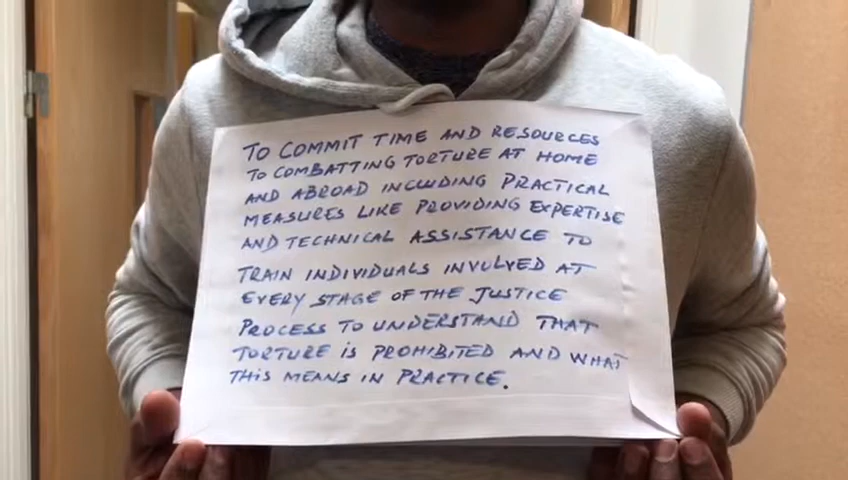 TO COMMIT TIME AND RESOURCES
TO COMBATTING TORTURE AT HOME
AND ABROAD INCLUDING PRACTICAL
MEASURES LIKE PROVIDING EXPERTISE
AND TECHNICAL ASSISTANCE TO
TRAIN INDIVIDUALS INVOLVED AT
EVERY STAGE OF THE JUSTICE
PROCESS TO UNDERSTAND THAT
TORTURE is PROHIBITED AND WHAT
THIS MEANS IN PRACTICE.